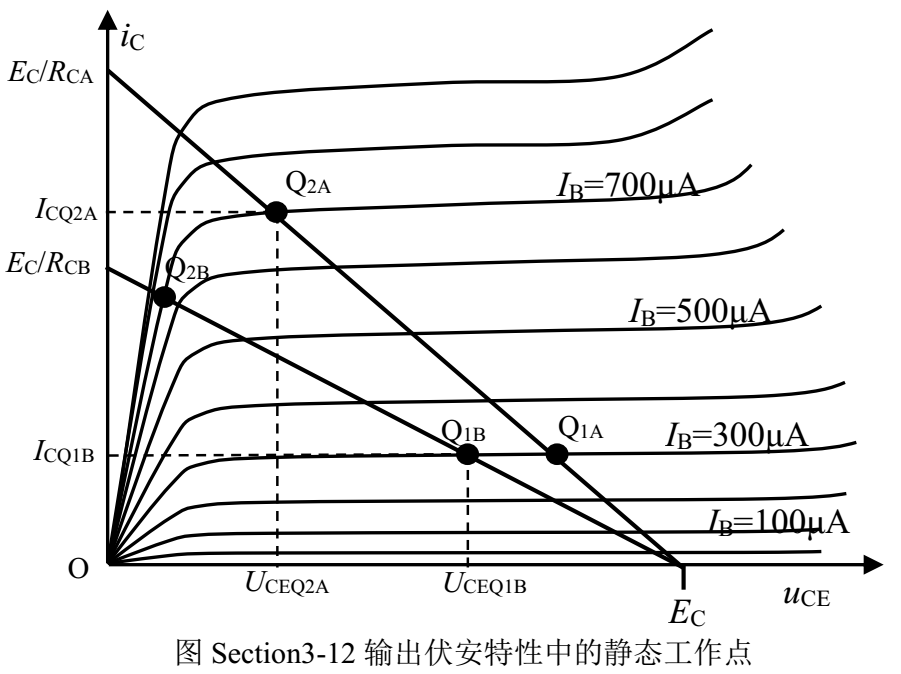 iC
EC/RCA
Q2A
IB=700μA
ICQ2A
EC/RCB
Q2B
IB=500μA
Q1B
Q1A
IB=300μA
ICQ1B
IB=100μA
O
UCEQ2A
UCEQ1B
uCE
EC
图 Section3-12 输出伏安特性中的静态工作点